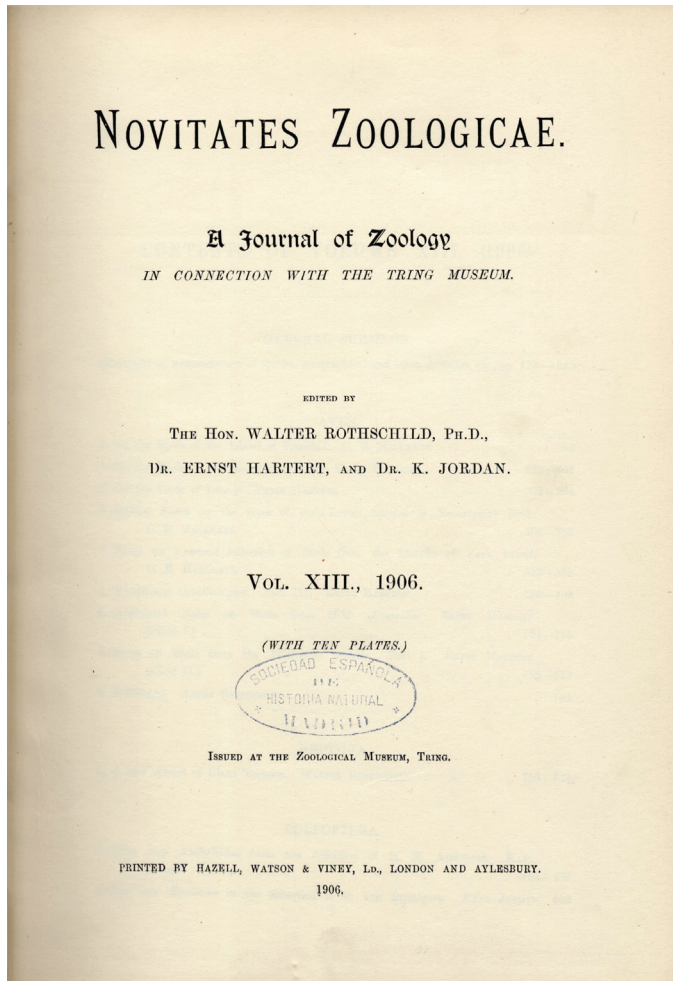 NOVITATES ZOOLOGICAE.
A Journal of Zoology
IN CONNECTION WITH THE TRING MUSEUM.
EDITED BY
THE HON. WALTER ROTHSCHILD, PH.D.,
DR. ERNST HARTERT, AND DR. K. JORDAN.
VOL. XIII., 1906.
(WITH TEN PLATES.)
SOCIEDAD ESPAÑOLA
DE
HISTORIA NATURAL
MADRID
ISSUED AT THE ZOOLOGICAL MUSEUM, TRING.
PRINTED BY HAZELL, WATSON & VINEY, LD., LONDON AND AYLESBURY.
1906.